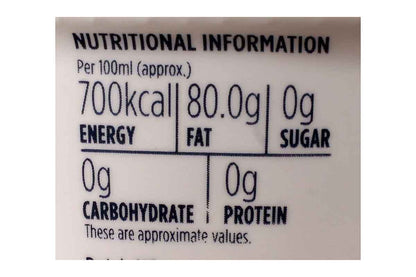 NUTRITIONAL INFORMATION
Per 100ml (approx.)
700kcal 80.0g 0g
ENERGY FAT SUGAR
0g 0g
CARBOHYDRATE PROTEIN
These are approximate values.